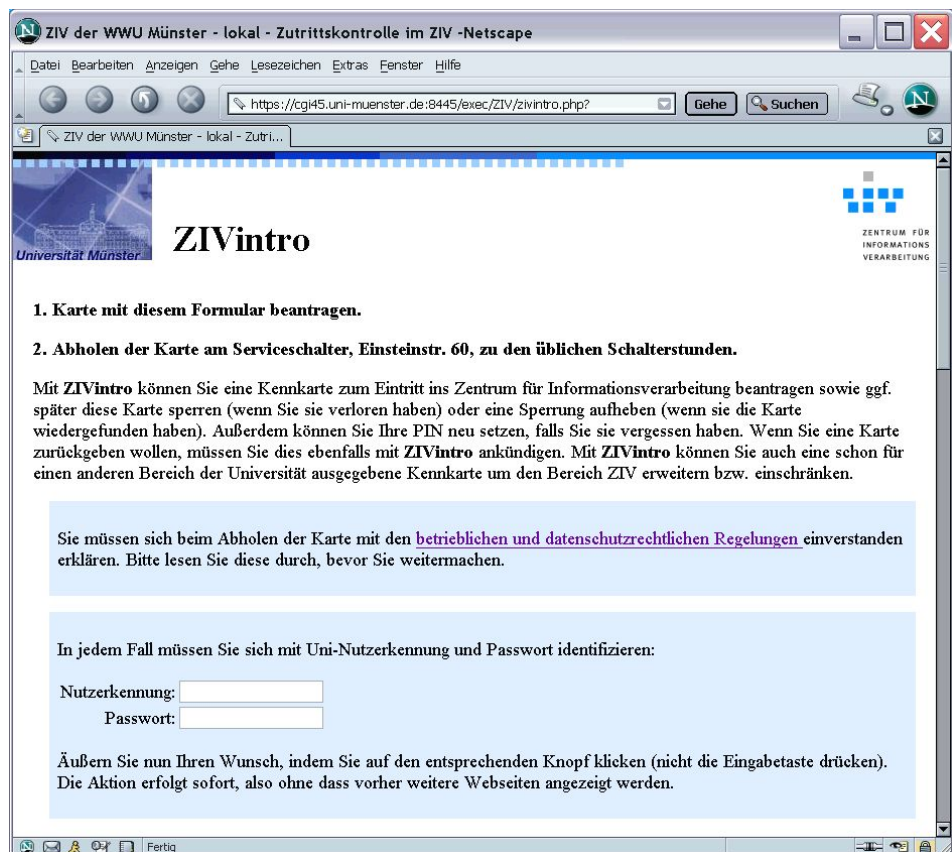 ZIV der WWU Münster - lokal - Zutrittskontrolle im ZIV -Netscape
Datei Bearbeiten Anzeigen Gehe Lesezeichen Extras Fenster Hilfe
https://cgi45.uni-muenster.de:8445/exec/ZIV/zivintro.php?
Gehe
Suchen
N
ZIV der WWU Münster - lokal - Zutri...
Universität Münster
ZIVintro
ZENTRUM FÜR
INFORMATIONS
VERARBEITUNG
1. Karte mit diesem Formular beantragen.
2. Abholen der Karte am Serviceschalter, Einsteinstr. 60, zu den üblichen Schalterstunden.
Mit ZIVintro können Sie eine Kennkarte zum Eintritt ins Zentrum für Informationsverarbeitung beantragen sowie ggf.
später diese Karte sperren (wenn Sie sie verloren haben) oder eine Sperrung aufheben (wenn sie die Karte
wiedergefunden haben). Außerdem können Sie Ihre PIN neu setzen, falls Sie sie vergessen haben. Wenn Sie eine Karte
zurückgeben wollen, müssen Sie dies ebenfalls mit ZIVintro ankündigen. Mit ZIVintro können Sie auch eine schon für
einen anderen Bereich der Universität ausgegebene Kennkarte um den Bereich ZIV erweitern bzw. einschränken.
Sie müssen sich beim Abholen der Karte mit den betrieblichen und datenschutzrechtlichen Regelungen einverstanden
erklären. Bitte lesen Sie diese durch, bevor Sie weitermachen.
In jedem Fall müssen Sie sich mit Uni-Nutzerkennung und Passwort identifizieren:
Nutzerkennung:
Passwort:
Äußern Sie nun Ihren Wunsch, indem Sie auf den entsprechenden Knopf klicken (nicht die Eingabetaste drücken).
Die Aktion erfolgt sofort, also ohne dass vorher weitere Webseiten angezeigt werden.
Fertig